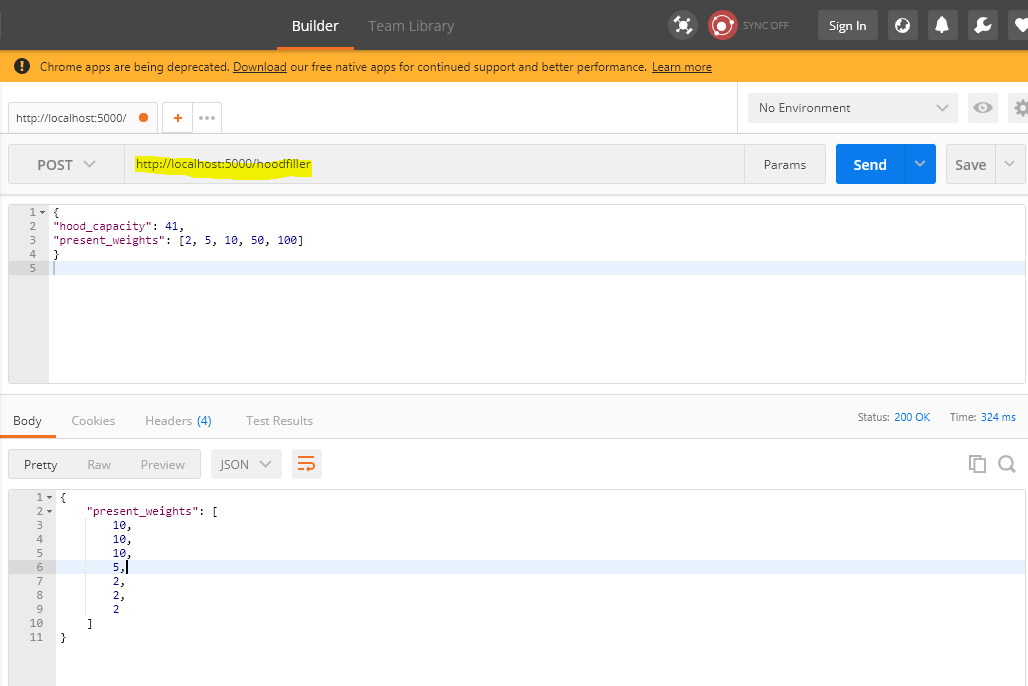 Builder Team Library SYNC OFF Sign In
! Chrome apps are being deprecated. Download our free native apps for continued support and better performance. Learn more
http://localhost:5000/ + ••• No Environment
POST http://localhost:5000/hoodfiller Params Send Save
1 {
2 "hood_capacity": 41,
3 "present_weights": [2, 5, 10, 50, 100]
4 }
5
Body Cookies Headers (4) Test Results Status: 200 OK Time: 324 ms
Pretty Raw Preview JSON
1 {
2 "present_weights": [
3 10,
4 10,
5 10,
6 5,
7 2,
8 2,
9 2
10 ]
11 }